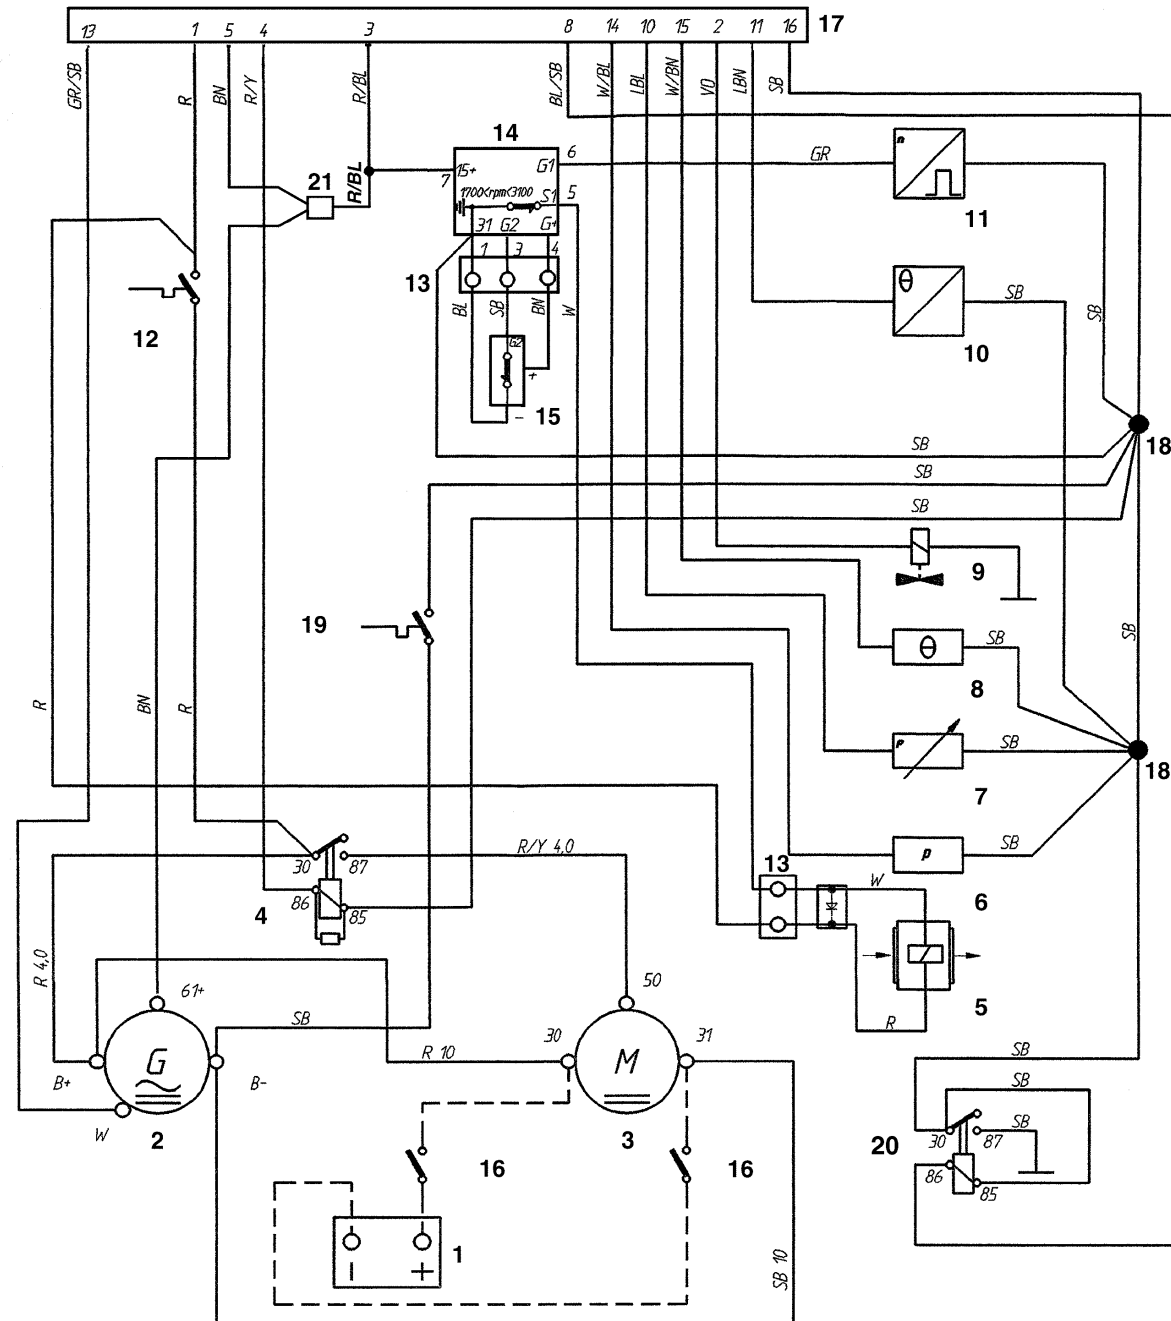 13 1 5 4 3 8 14 10 15 2 11 16 17
GR/SB R BN R/Y R/BL BL/SB W/BL LBL W/BN VO LBN SB
14
6
GR
n
11
7 15+ G1
1700<rpm<3100 S1 5
31 G2 G+
1 3 4
13
BL SB BN W
G2
+
−
15
21
R/BL
12
θ
SB
10
SB
18
SB
SB
SB
9
19
θ
SB
8
SB
P
SB
7
18
R
BN
R
30 87
R/Y 4,0
86 85
4
13
W
P
SB
6
R
5
R 4,0
61+
50
SB
30 31
R 10
G
M
B+ B-
W
2
3
16
16
1
− +
SB 10
SB
SB
SB
20
30 87
86 85